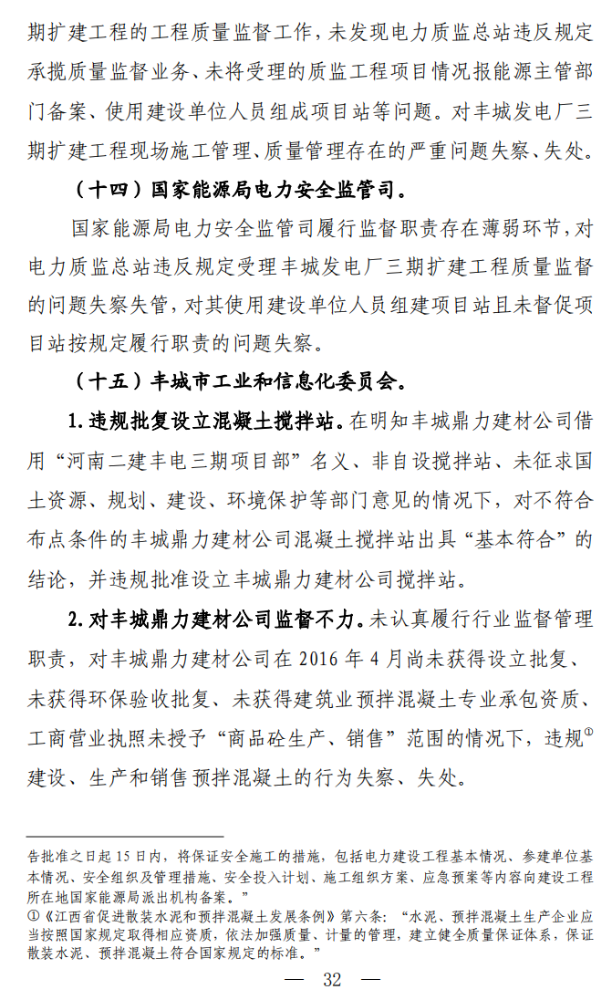 期扩建工程的工程质量监督工作，未发现电力质监总站违反规定
承揽质量监督业务、未将受理的质监工程项目情况报能源主管部
门备案、使用建设单位人员组成项目站等问题。对丰城发电厂三
期扩建工程现场施工管理、质量管理存在的严重问题失察、失处。
（十四）国家能源局电力安全监管司。
国家能源局电力安全监管司履行监督职责存在薄弱环节，对
电力质监总站违反规定受理丰城发电厂三期扩建工程质量监督
的问题失察失管，对其使用建设单位人员组建项目站且未督促项
目站按规定履行职责的问题失察。
（十五）丰城市工业和信息化委员会。
1.违规批复设立混凝土搅拌站。在明知丰城鼎力建材公司借
用“河南二建丰电三期项目部”名义、非自设搅拌站、未征求国
土资源、规划、建设、环境保护等部门意见的情况下，对不符合
布点条件的丰城鼎力建材公司混凝土搅拌站出具“基本符合”的
结论，并违规批准设立丰城鼎力建材公司搅拌站。
2.对丰城鼎力建材公司监督不力。未认真履行行业监督管理
职责，对丰城鼎力建材公司在 2016 年 4 月尚未获得设立批复、
未获得环保验收批复、未获得建筑业预拌混凝土专业承包资质、
工商营业执照未授予“商品砼生产、销售”范围的情况下，违规①
建设、生产和销售预拌混凝土的行为失察、失处。
告批准之日起 15 日内，将保证安全施工的措施，包括电力建设工程基本情况、参建单位基
本情况、安全组织及管理措施、安全投入计划、施工组织方案、应急预案等内容向建设工程
所在地国家能源局派出机构备案。”
①《江西省促进散装水泥和预拌混凝土发展条例》第六条：“水泥、预拌混凝土生产企业应
当按照国家规定取得相应资质，依法加强质量、计量的管理，建立健全质量保证体系，保证
散装水泥、预拌混凝土符合国家规定的标准。”
— 32 —